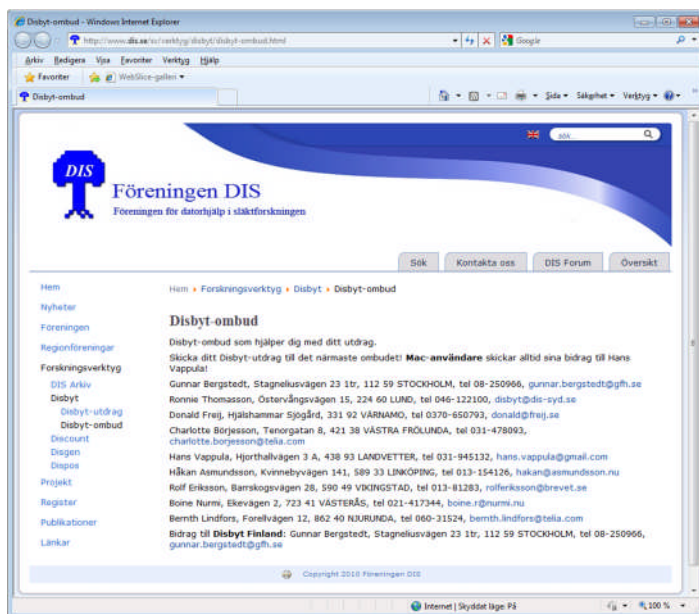 Disbyt-ombud - Windows Internet Explorer
http://www.dis.se/sv/verktyg/disbyt/disbyt-ombud.html
Google
Arkiv Redigera Visa Favoriter Verktyg Hjälp
Favoriter WebSlice-galleri
Disbyt-ombud
Sida Säkerhet Verktyg
sök...
DIS
Föreningen DIS
Föreningen för datorhjälp i släktforskningen
Sök Kontakta oss DIS Forum Översikt
Hem
Nyheter
Föreningen
Regionföreningar
Forskningsverktyg
DIS Arkiv
Disbyt
Disbyt-utdrag
Disbyt-ombud
Discount
Disgen
Dispos
Projekt
Register
Publikationer
Länkar
Hem Forskningsverktyg Disbyt Disbyt-ombud
Disbyt-ombud
Disbyt-ombud som hjälper dig med ditt utdrag.
Skicka ditt Disbyt-utdrag till det närmaste ombudet! Mac-användare skickar alltid sina bidrag till Hans
Vappula!
Gunnar Bergstedt, Stagneliusvägen 23 1tr, 112 59 STOCKHOLM, tel 08-250966, gunnar.bergstedt@gfh.se
Ronnie Thomasson, Östervångsvägen 15, 224 60 LUND, tel 046-122100, disbyt@dis-syd.se
Donald Freij, Hjälshammar Sjögård, 331 92 VÄRNAMO, tel 0370-650793, donald@freij.se
Charlotte Börjesson, Tenorgatan 8, 421 38 VÄSTRA FRÖLUNDA, tel 031-478093,
charlotte.borjesson@telia.com
Hans Vappula, Hjorthallvägen 3 A, 438 93 LANDVETTER, tel 031-945132, hans.vappula@gmail.com
Håkan Asmundsson, Kvinnebyvägen 141, 589 33 LINKÖPING, tel 013-154126, hakan@asmundsson.nu
Rolf Eriksson, Barrskogsvägen 28, 590 49 VIKINGSTAD, tel 013-81283, rolferiksson@brevet.se
Boine Nurmi, Ekevägen 2, 723 41 VÄSTERÅS, tel 021-417344, boine.r@nurmi.nu
Bernth Lindfors, Forellvägen 12, 862 40 NJURUNDA, tel 060-31524, bernth.lindfors@telia.com
Bidrag till Disbyt Finland: Gunnar Bergstedt, Stagneliusvägen 23 1tr, 112 59 STOCKHOLM, tel 08-250966,
gunnar.bergstedt@gfh.se
Copyright 2010 Föreningen DIS
Internet | Skyddat läge: På 100 %